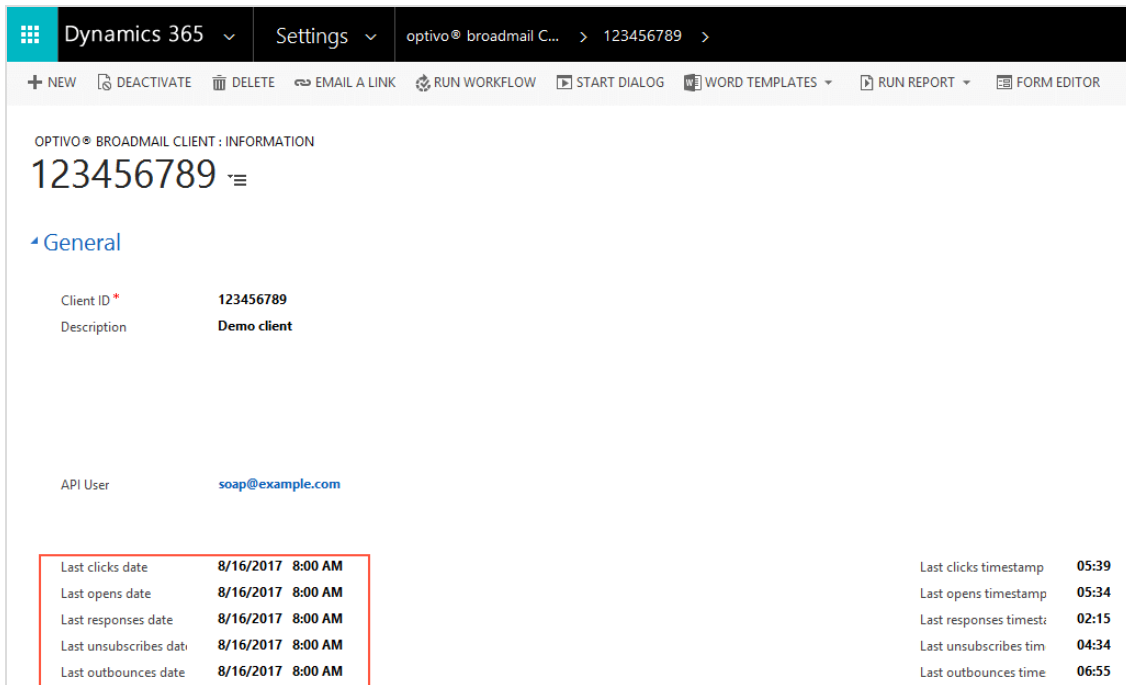 Dynamics 365 Settings optivo® broadmail C... > 123456789 >
NEW DEACTIVATE DELETE EMAIL A LINK RUN WORKFLOW START DIALOG WORD TEMPLATES RUN REPORT FORM EDITOR
OPTIVO® BROADMAIL CLIENT : INFORMATION
123456789
General
Client ID* 123456789
Description Demo client
API User soap@example.com
Last clicks date 8/16/2017 8:00 AM Last clicks timestamp 05:39
Last opens date 8/16/2017 8:00 AM Last opens timestamp 05:34
Last responses date 8/16/2017 8:00 AM Last responses timesta 02:15
Last unsubscribes dat 8/16/2017 8:00 AM Last unsubscribes tim 04:34
Last outbounces date 8/16/2017 8:00 AM Last outbounces time 06:55